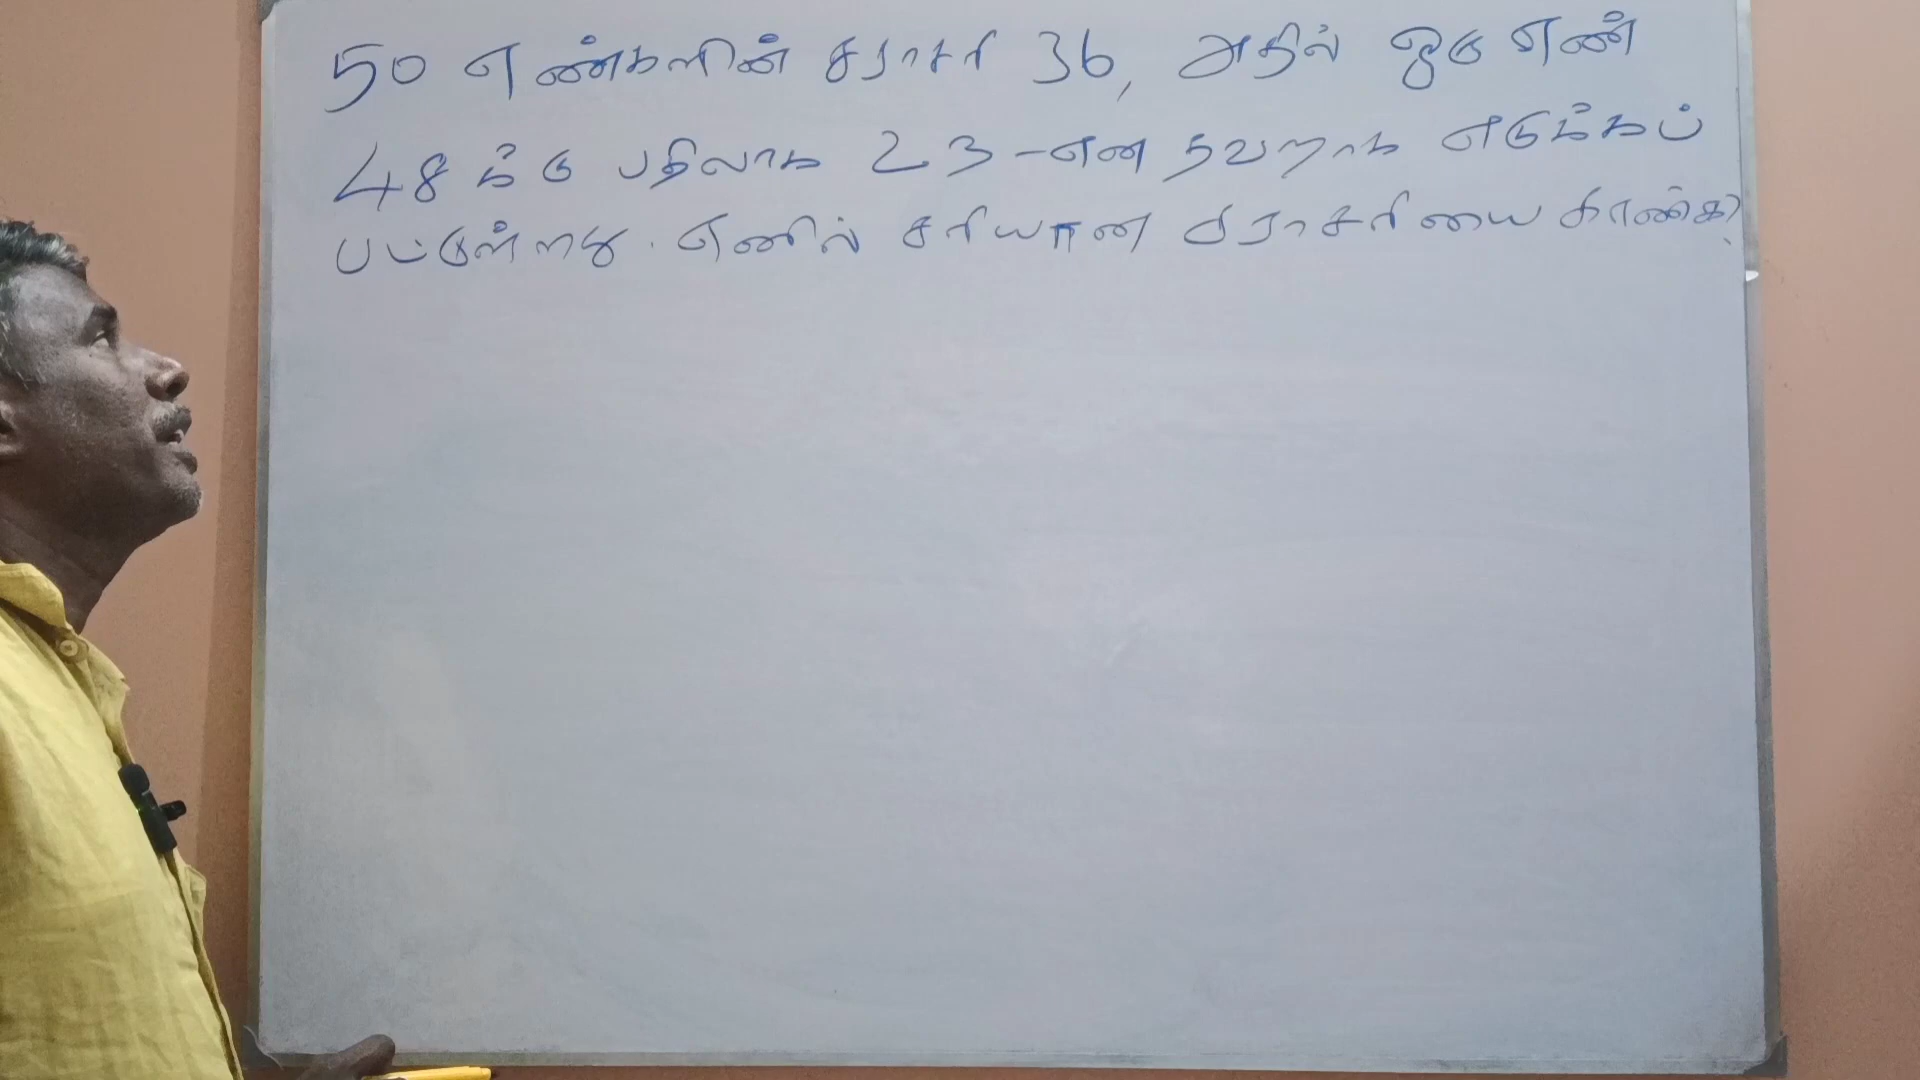 50 எண்களின் சராசரி 36, அதில் ஒரு எண்
48 க்கு பதிலாக 23 - என தவறாக எடுக்கப்
பட்டுள்ளது. எனில் சரியான சராசரியை காண்க?